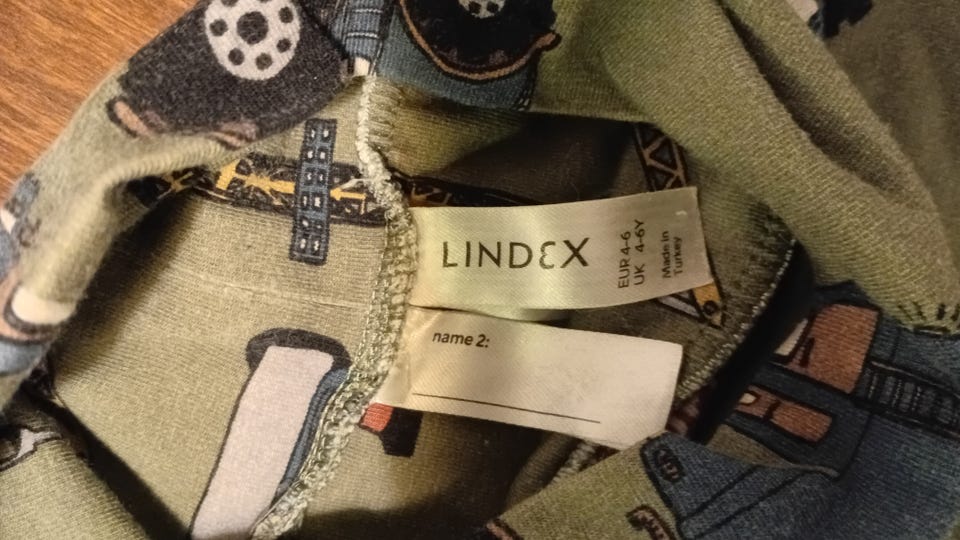 LINDEX
EUR 4-6
UK 4-6Y
Made in
Turkey
name 2: